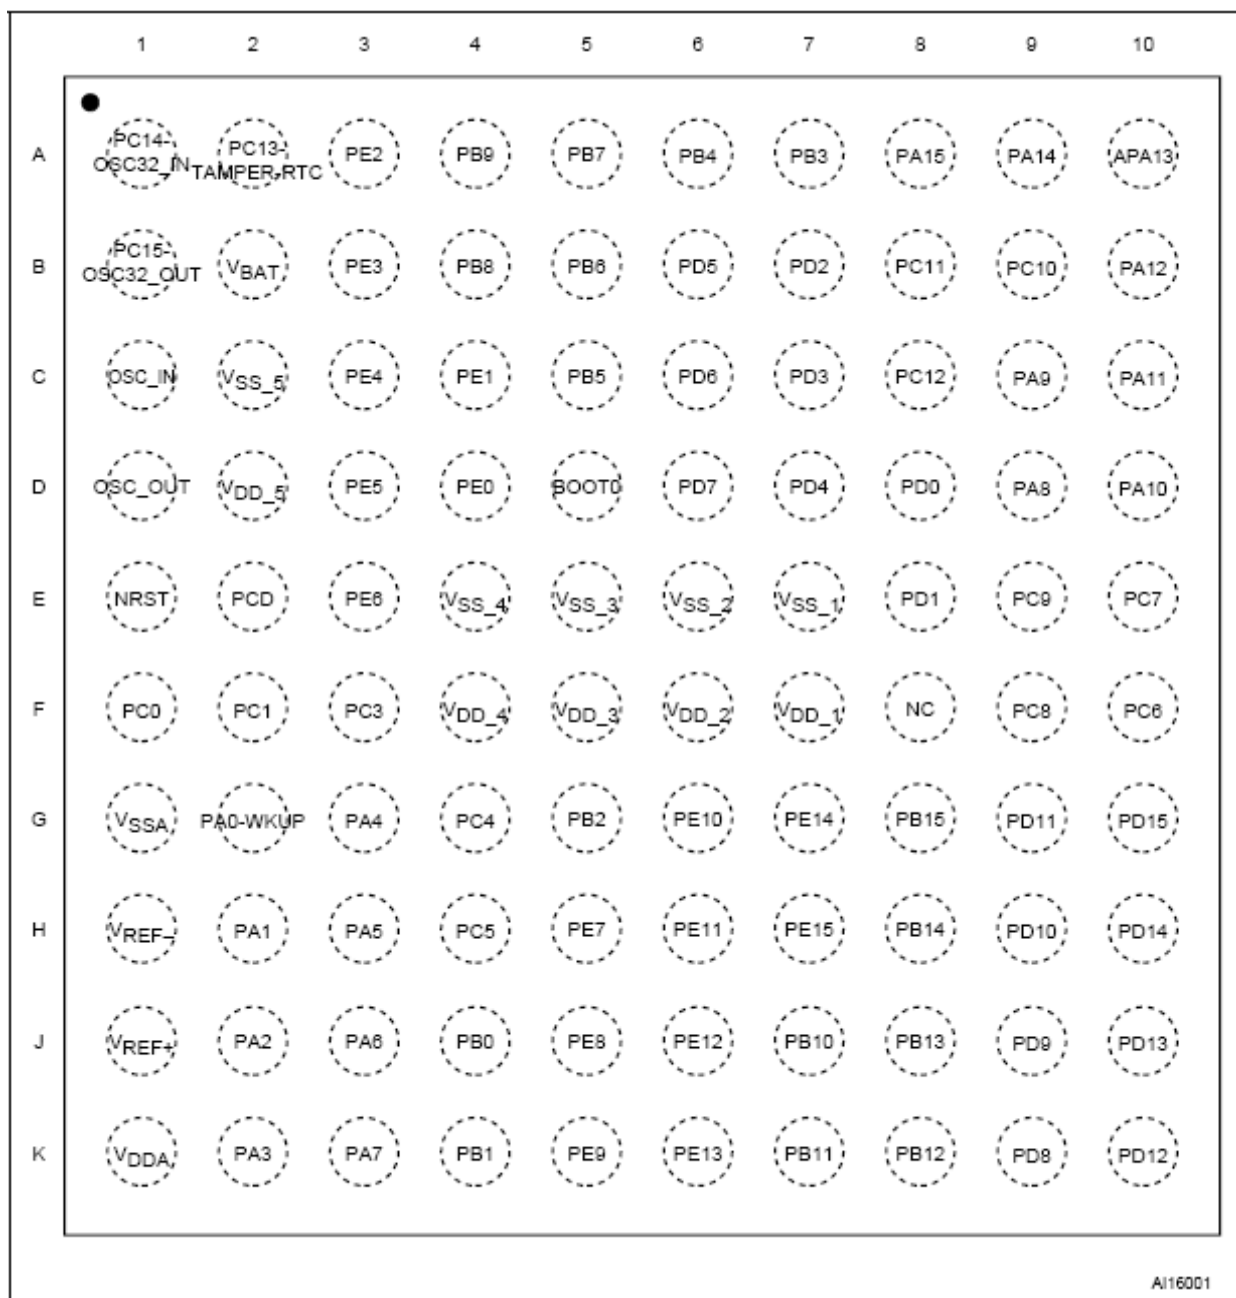 1 2 3 4 5 6 7 8 9 10
A PC14-OSC32_IN PC13-TAMPER-RTC PE2 PB9 PB7 PB4 PB3 PA15 PA14 APA13
B PC15-OSC32_OUT VBAT PE3 PB8 PB6 PD5 PD2 PC11 PC10 PA12
C OSC_IN VSS_5 PE4 PE1 PB5 PD6 PD3 PC12 PA9 PA11
D OSC_OUT VDD_5 PE5 PE0 BOOT0 PD7 PD4 PD0 PA8 PA10
E NRST PCD PE6 VSS_4 VSS_3 VSS_2 VSS_1 PD1 PC9 PC7
F PC0 PC1 PC3 VDD_4 VDD_3 VDD_2 VDD_1 NC PC8 PC6
G VSSA PA0-WKUP PA4 PC4 PB2 PE10 PE14 PB15 PD11 PD15
H VREF– PA1 PA5 PC5 PE7 PE11 PE15 PB14 PD10 PD14
J VREF+ PA2 PA6 PB0 PE8 PE12 PB10 PB13 PD9 PD13
K VDDA PA3 PA7 PB1 PE9 PE13 PB11 PB12 PD8 PD12
AI16001